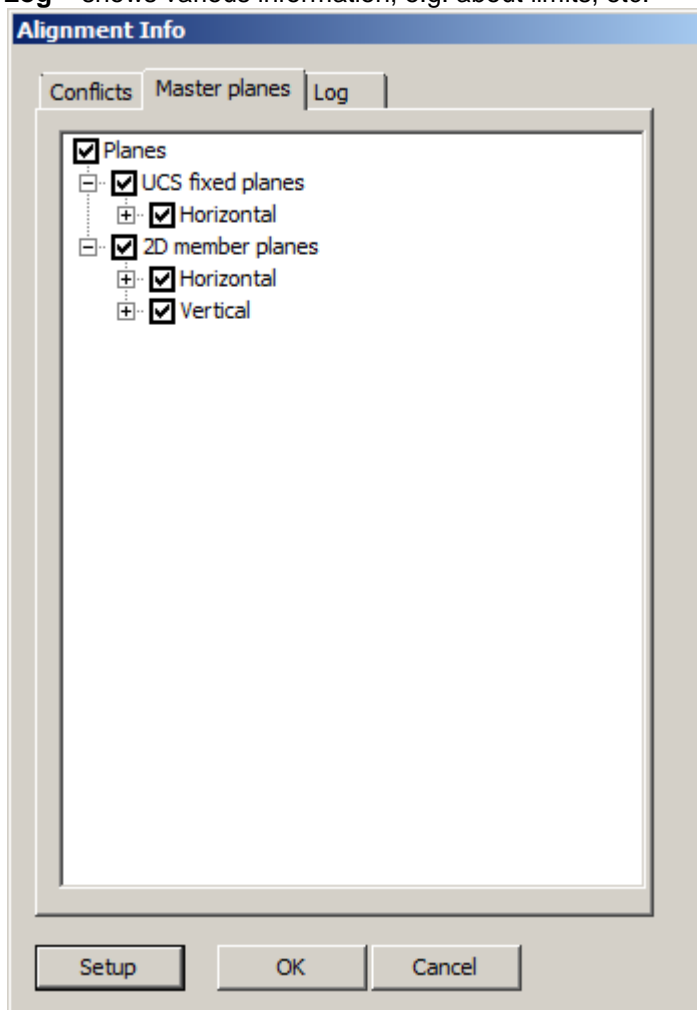 Log – shows various information, e.g. about limits, etc.
Alignment Info
Conflicts Master planes Log
Planes
UCS fixed planes
Horizontal
2D member planes
Horizontal
Vertical
Setup OK Cancel